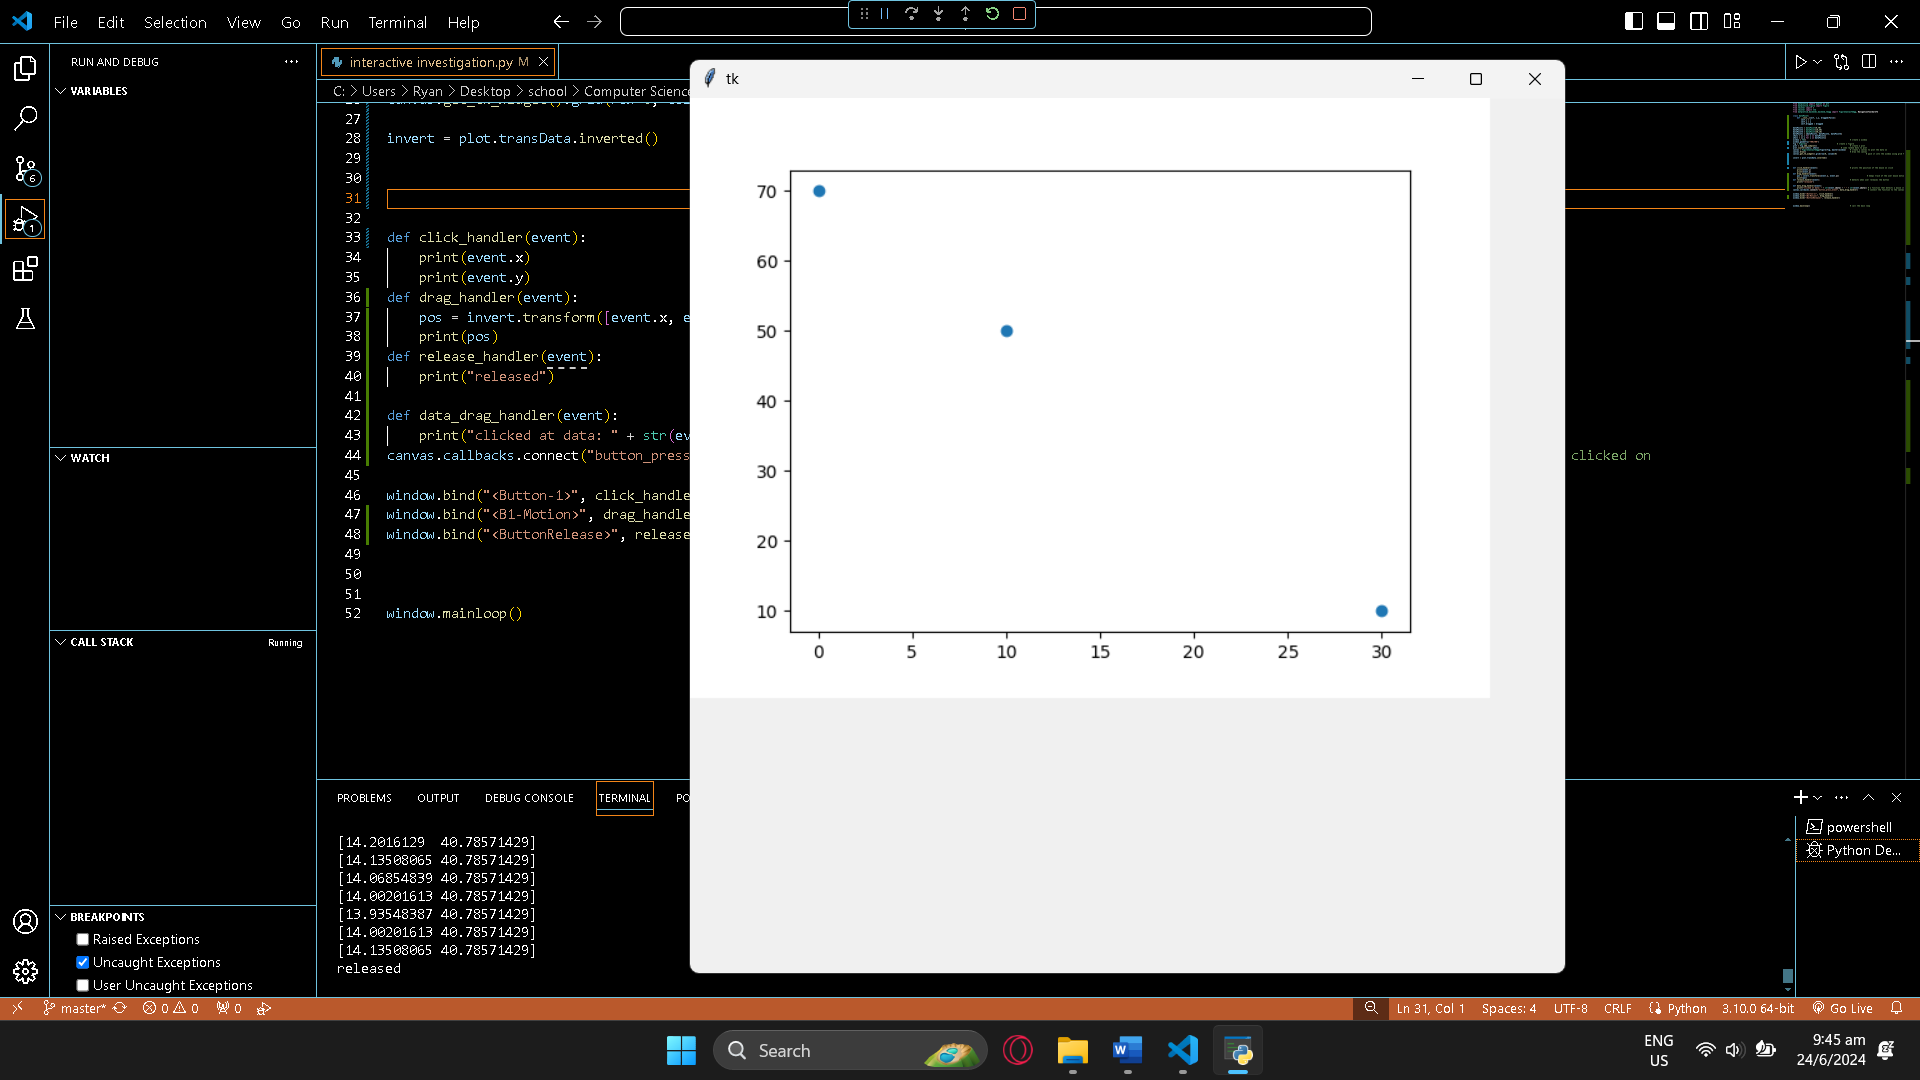 File Edit Selection View Go Run Terminal Help
RUN AND DEBUG
interactive investigation.py M
VARIABLES
C: > Users > Ryan > Desktop > school > Computer Science
27
28 invert = plot.transData.inverted()
29
30
31
32
33 def click_handler(event):
34 print(event.x)
35 print(event.y)
36 def drag_handler(event):
37 pos = invert.transform([event.x, e
38 print(pos)
39 def release_handler(event):
40 print("released")
41
42 def data_drag_handler(event):
43 print("clicked at data: " + str(ev
44 canvas.callbacks.connect("button_press
clicked on
45
46 window.bind("<Button-1>", click_handle
47 window.bind("<B1-Motion>", drag_handle
48 window.bind("<ButtonRelease>", release
49
50
51
52 window.mainloop()
tk
70
60
50
40
30
20
10
0 5 10 15 20 25 30
WATCH
CALL STACK
Running
BREAKPOINTS
Raised Exceptions
Uncaught Exceptions
User Uncaught Exceptions
PROBLEMS OUTPUT DEBUG CONSOLE TERMINAL PO
[14.2016129 40.78571429]
[14.13508065 40.78571429]
[14.06854839 40.78571429]
[14.00201613 40.78571429]
[13.93548387 40.78571429]
[14.00201613 40.78571429]
[14.13508065 40.78571429]
released
powershell
Python De...
6
1
master* 0 0 0
Ln 31, Col 1 Spaces: 4 UTF-8 CRLF Python 3.10.0 64-bit Go Live
Search
ENG
US
9:45 am
24/6/2024